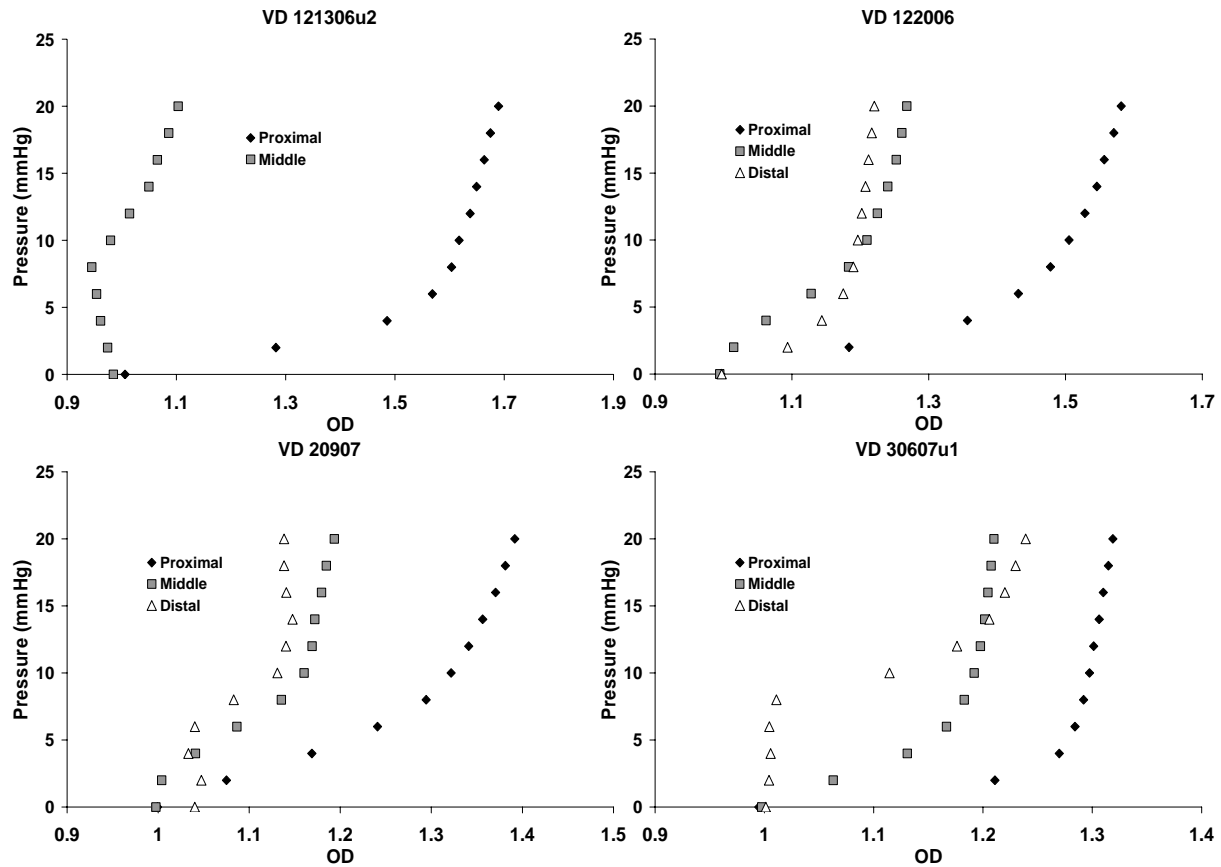 VD 121306u2
25
20
15
10
5
0
Pressure (mmHg)
Proximal
Middle
0.9 1.1 1.3 1.5 1.7 1.9
OD
VD 122006
25
20
15
10
5
0
Pressure (mmHg)
Proximal
Middle
Distal
0.9 1.1 1.3 1.5 1.7
OD
VD 20907
25
20
15
10
5
0
Pressure (mmHg)
Proximal
Middle
Distal
0.9 1 1.1 1.2 1.3 1.4 1.5
OD
VD 30607u1
25
20
15
10
5
0
Pressure (mmHg)
Proximal
Middle
Distal
0.9 1 1.1 1.2 1.3 1.4
OD